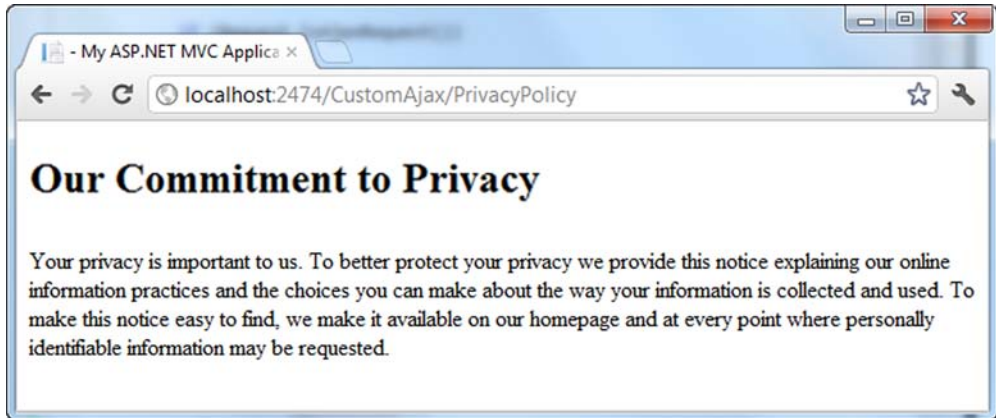 - My ASP.NET MVC Applica
localhost:2474/CustomAjax/PrivacyPolicy
Our Commitment to Privacy
Your privacy is important to us. To better protect your privacy we provide this notice explaining our online
information practices and the choices you can make about the way your information is collected and used. To
make this notice easy to find, we make it available on our homepage and at every point where personally
identifiable information may be requested.